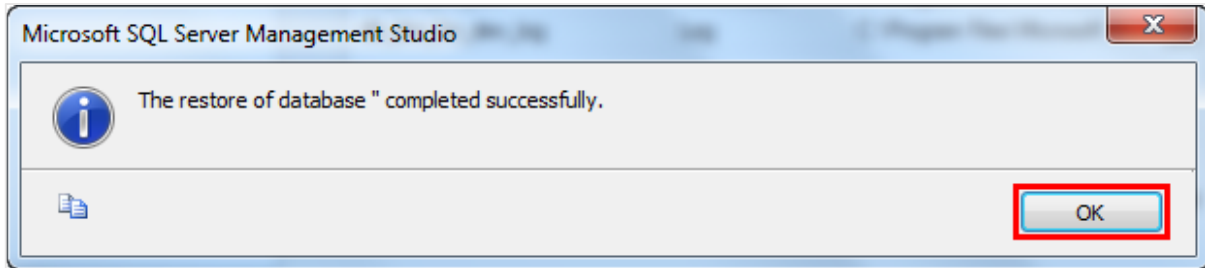 Microsoft SQL Server Management Studio
The restore of database '' completed successfully.
OK